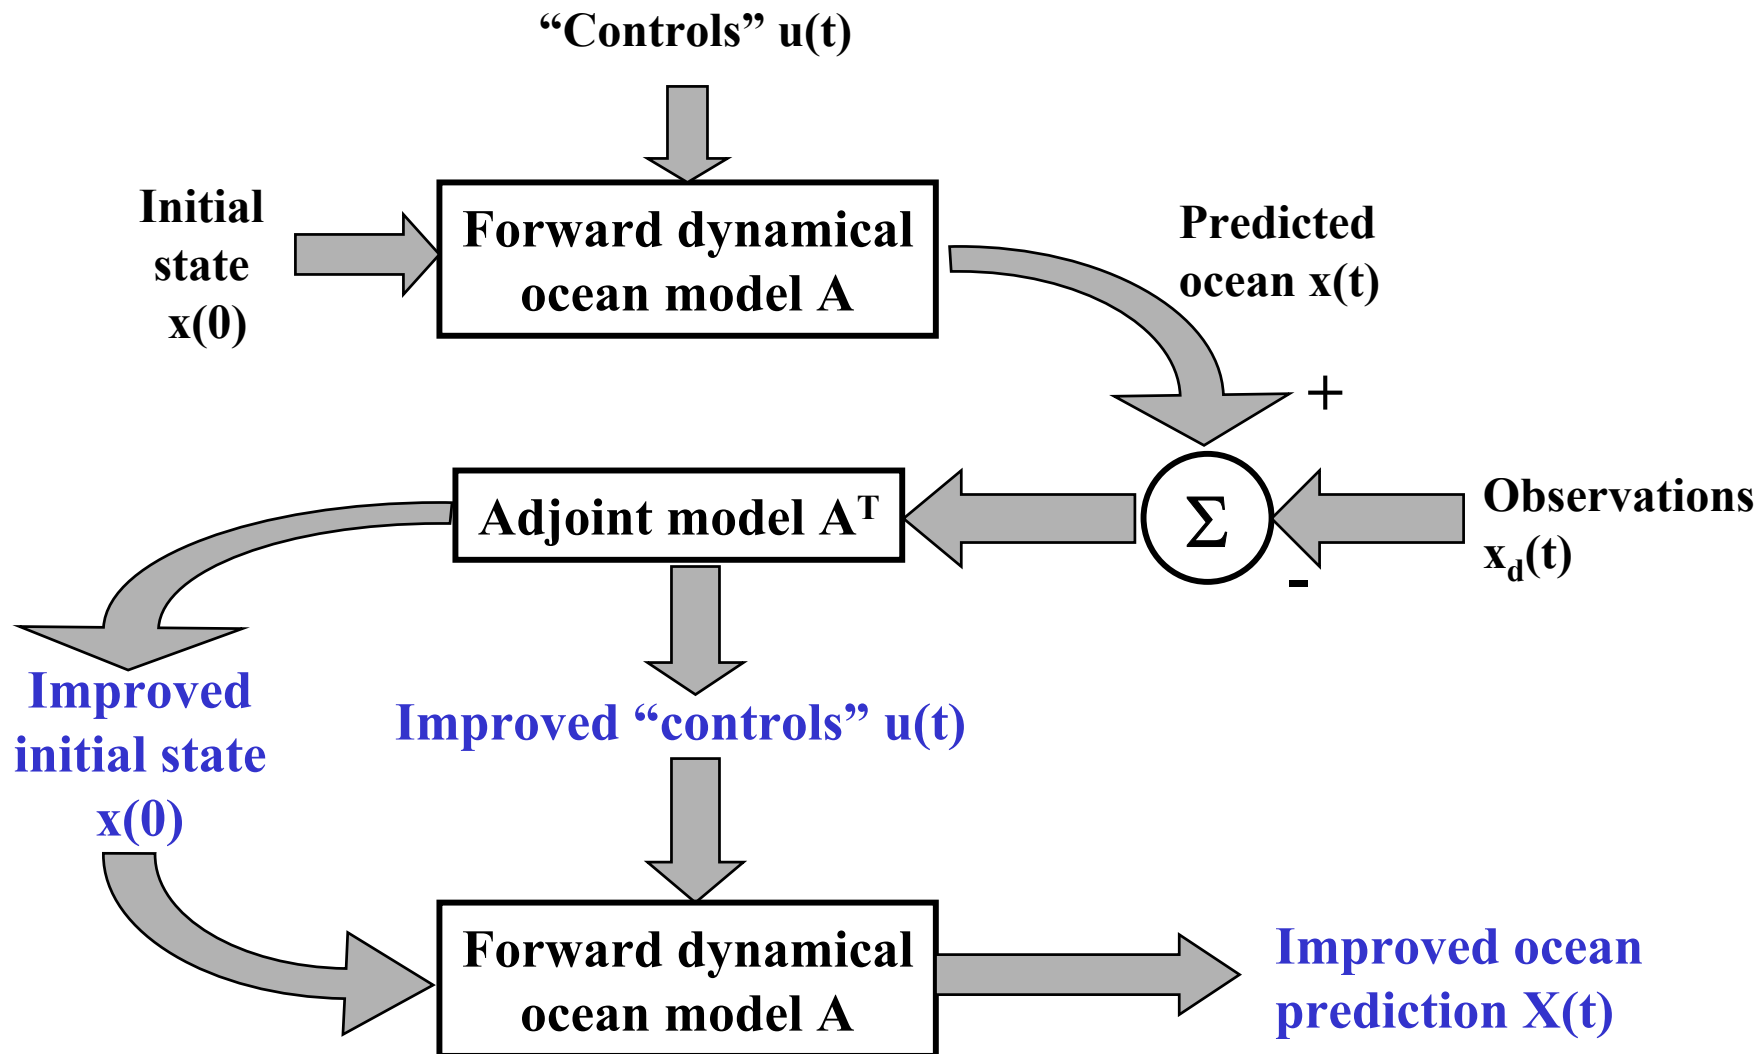 “Controls” u(t)
Initial
state
x(0)
Forward dynamical
ocean model A
Predicted
ocean x(t)
+
Adjoint model Aᵀ
Σ
Observations
x_d(t)
-
Improved
initial state
x(0)
Improved “controls” u(t)
Forward dynamical
ocean model A
Improved ocean
prediction X(t)